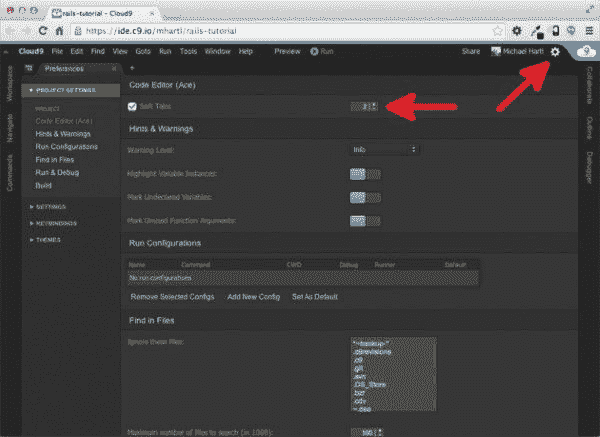 rails-tutorial - Cloud9
https://ide.c9.io/mhartl/rails-tutorial
Cloud9 File Edit Find View Goto Run Tools Window Help Preview Run Share Michael Hartl
Workspace
Navigate
Commands
Collaborate
Outline
Debugger
Preferences
PROJECT SETTINGS
PROJECT
Code Editor (Ace)
Hints & Warnings
Run Configurations
Find in Files
Run & Debug
Build
SETTINGS
KEYBINDINGS
THEMES
Code Editor (Ace)
Soft Tabs
Hints & Warnings
Warning Level: Info
Highlight Variable Instances:
Mark Undeclared Variables:
Mark Unused Function Arguments:
Run Configurations
Name Command CWD Debug Runner Default
No run configurations
Remove Selected Configs Add New Config Set As Default
Find in Files
Ignore these files:
.c9revisions
.c9
.git
.svn
.DS_Store
.bzr
.cdv
Maximum number of files to search (in 1000):